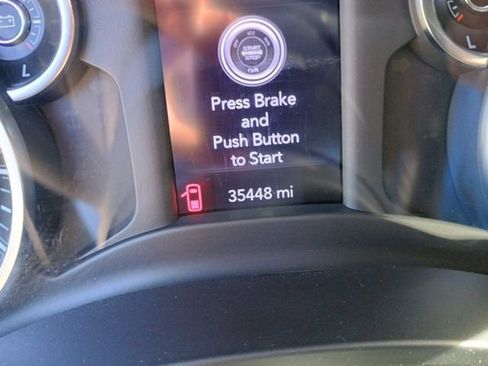 START
ENGINE
STOP
Press Brake
and
Push Button
to Start
35448 mi
L
L